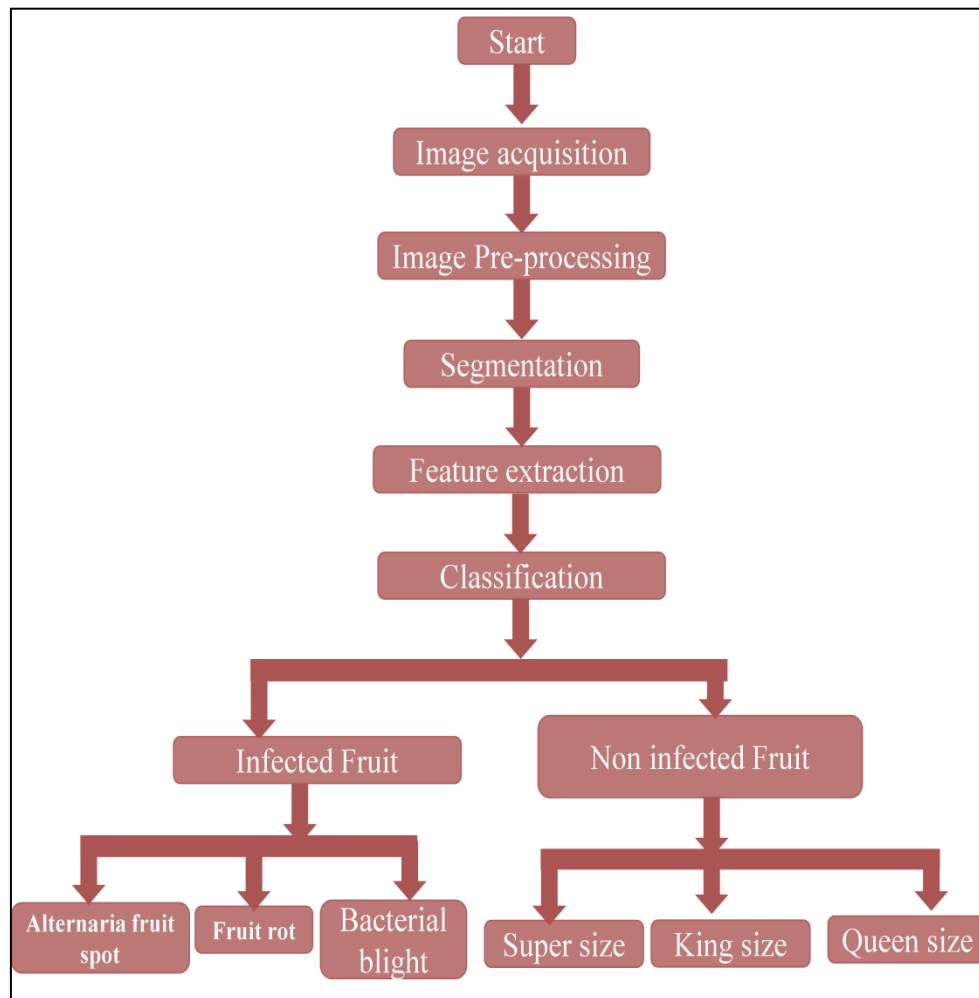 Start
Image acquisition
Image Pre-processing
Segmentation
Feature extraction
Classification
Infected Fruit
Non infected Fruit
Alternaria fruit
spot
Fruit rot
Bacterial
blight
Super size
King size
Queen size